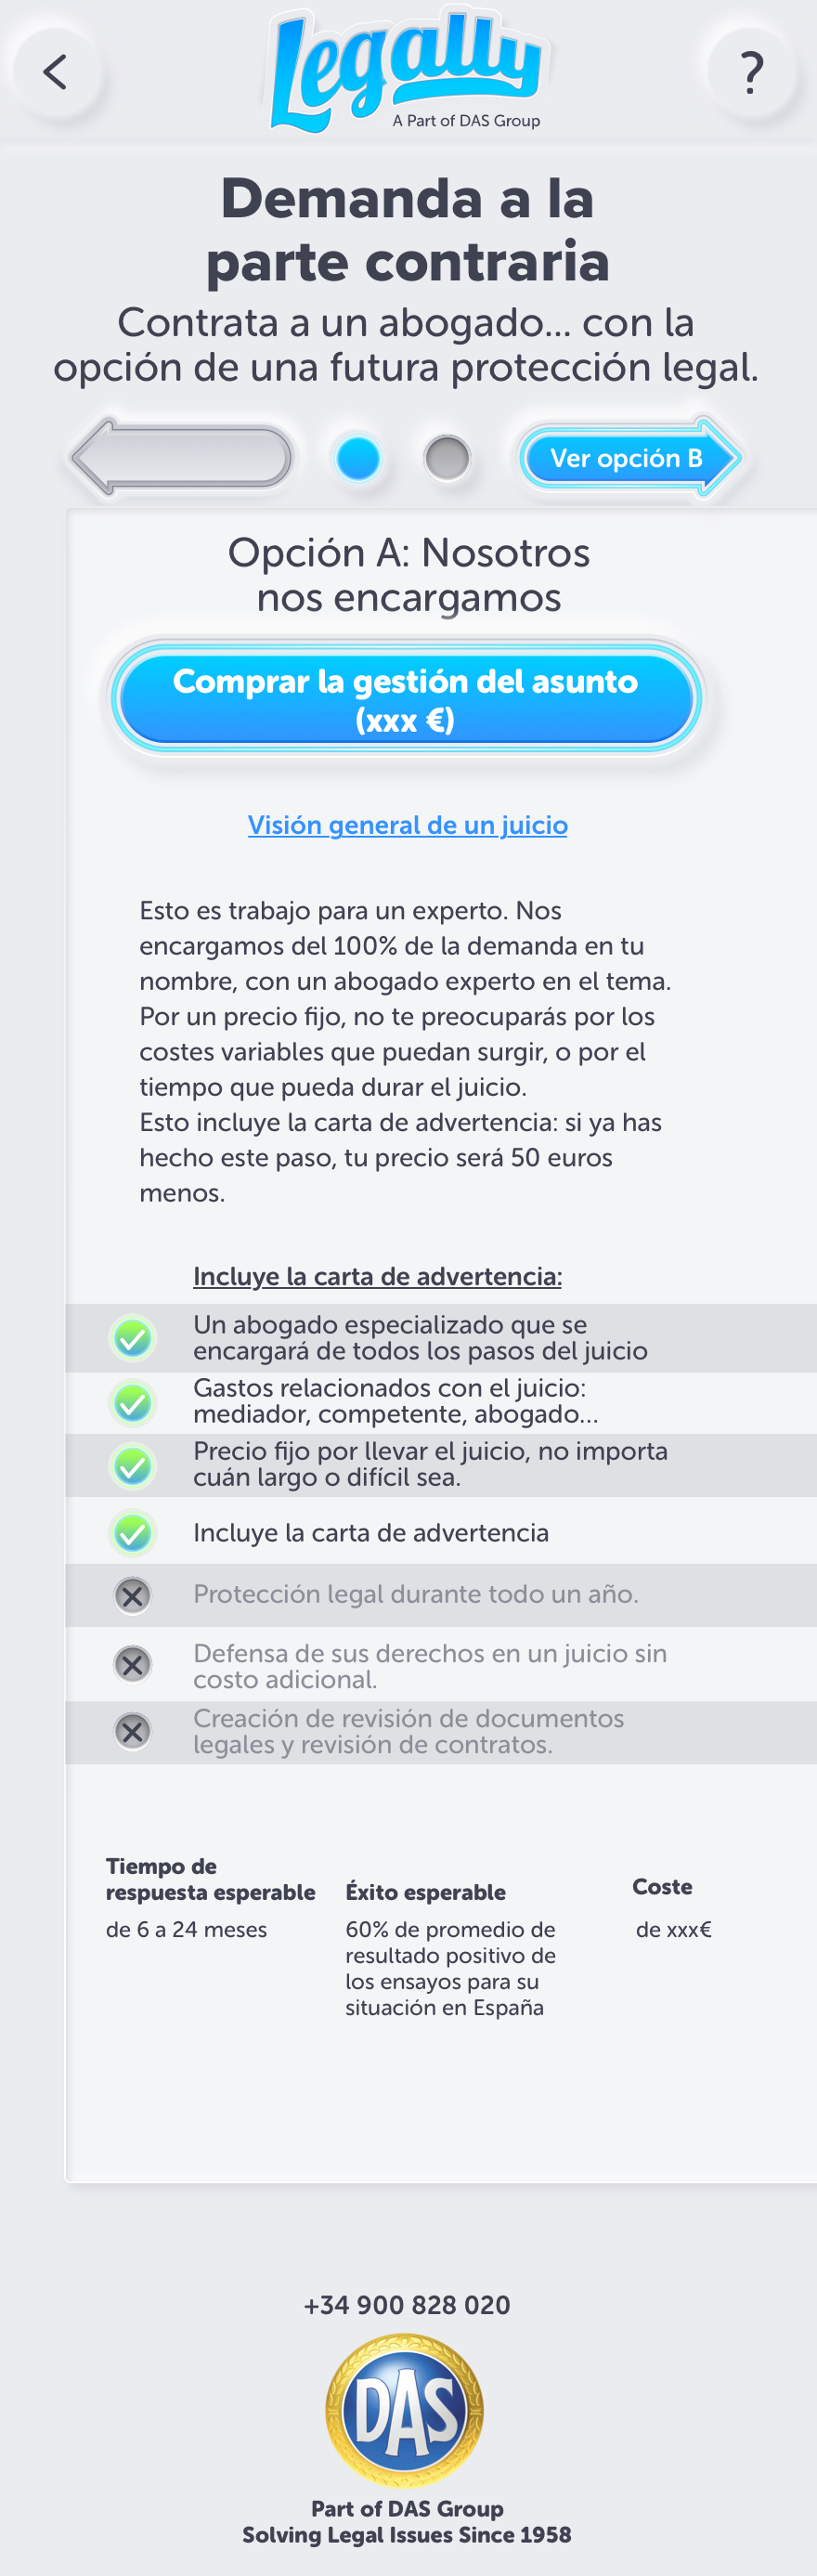 Legally
A Part of DAS Group
?
Demanda a la
parte contraria
Contrata a un abogado... con la
opción de una futura protección legal.
Ver opción B
Opción A: Nosotros
nos encargamos
Comprar la gestión del asunto
(xxx €)
Visión general de un juicio
Esto es trabajo para un experto. Nos
encargamos del 100% de la demanda en tu
nombre, con un abogado experto en el tema.
Por un precio fijo, no te preocuparás por los
costes variables que puedan surgir, o por el
tiempo que pueda durar el juicio.
Esto incluye la carta de advertencia: si ya has
hecho este paso, tu precio será 50 euros
menos.
Incluye la carta de advertencia:
Un abogado especializado que se
encargará de todos los pasos del juicio
Gastos relacionados con el juicio:
mediador, competente, abogado...
Precio fijo por llevar el juicio, no importa
cuán largo o difícil sea.
Incluye la carta de advertencia
Protección legal durante todo un año.
Defensa de sus derechos en un juicio sin
costo adicional.
Creación de revisión de documentos
legales y revisión de contratos.
Tiempo de
respuesta esperable
de 6 a 24 meses
Éxito esperable
60% de promedio de
resultado positivo de
los ensayos para su
situación en España
Coste
de xxx€
+34 900 828 020
DAS
Part of DAS Group
Solving Legal Issues Since 1958